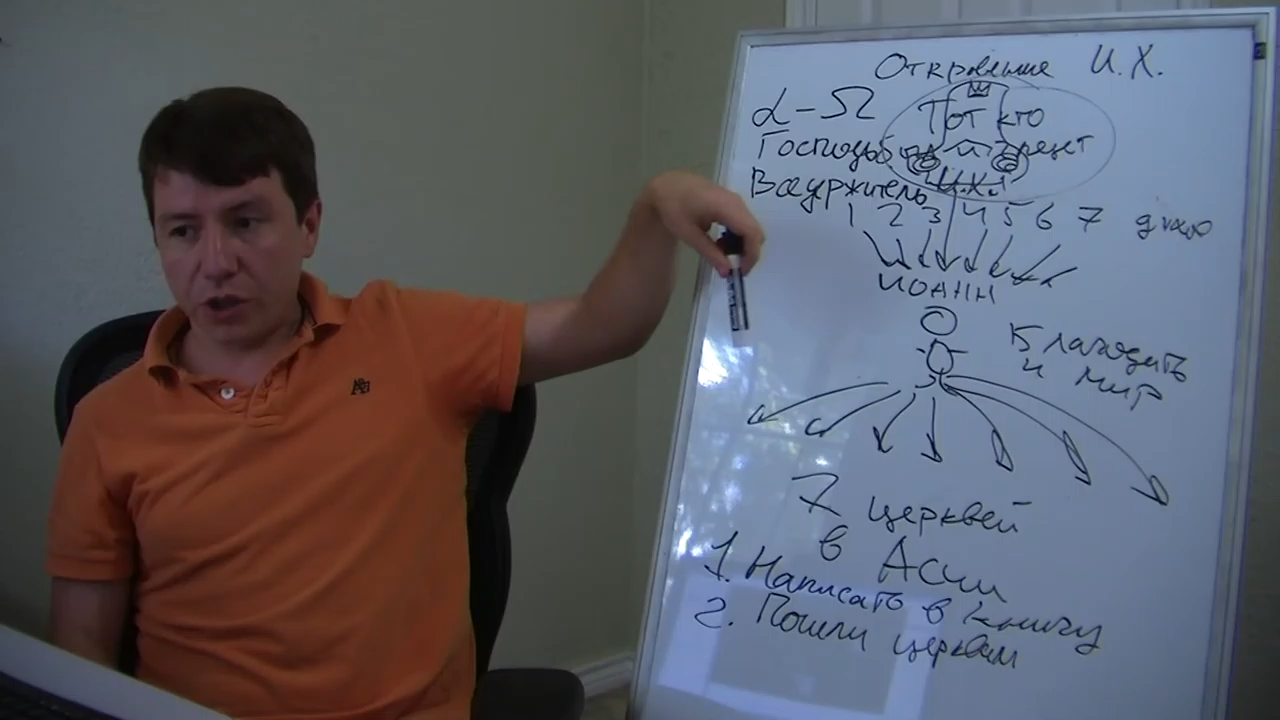 Откровение И.Х.
α-Ω Тот кто
Господь и грядет
Вседержитель И.Х.
1 2 3 4 5 6 7
ИОАНН
Благодать
и мир
7 церквей
в Асии
1. Написать в книгу
2. Пошли церквам